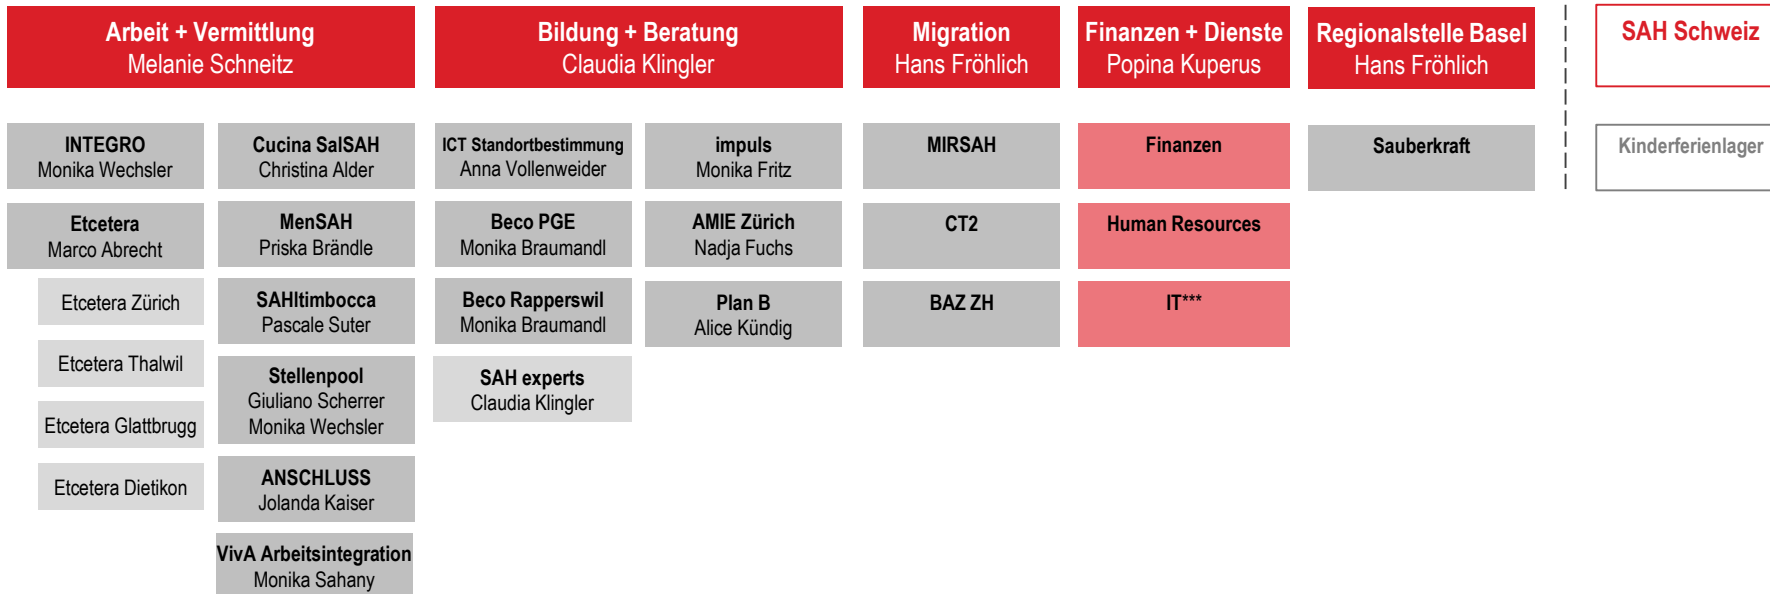 Arbeit + Vermittlung
Melanie Schneitz
Bildung + Beratung
Claudia Klingler
Migration
Hans Fröhlich
Finanzen + Dienste
Popina Kuperus
Regionalstelle Basel
Hans Fröhlich
SAH Schweiz
INTEGRO
Monika Wechsler
Etcetera
Marco Abrecht
Etcetera Zürich
Etcetera Thalwil
Etcetera Glattbrugg
Etcetera Dietikon
Cucina SalSAH
Christina Alder
MenSAH
Priska Brändle
SAHltimbocca
Pascale Suter
Stellenpool
Giuliano Scherrer
Monika Wechsler
ANSCHLUSS
Jolanda Kaiser
VivA Arbeitsintegration
Monika Sahany
ICT Standortbestimmung
Anna Vollenweider
Beco PGE
Monika Braumandl
Beco Rapperswil
Monika Braumandl
SAH experts
Claudia Klingler
impuls
Monika Fritz
AMIE Zürich
Nadja Fuchs
Plan B
Alice Kündig
MIRSAH
CT2
BAZ ZH
Finanzen
Human Resources
IT***
Sauberkraft
Kinderferienlager